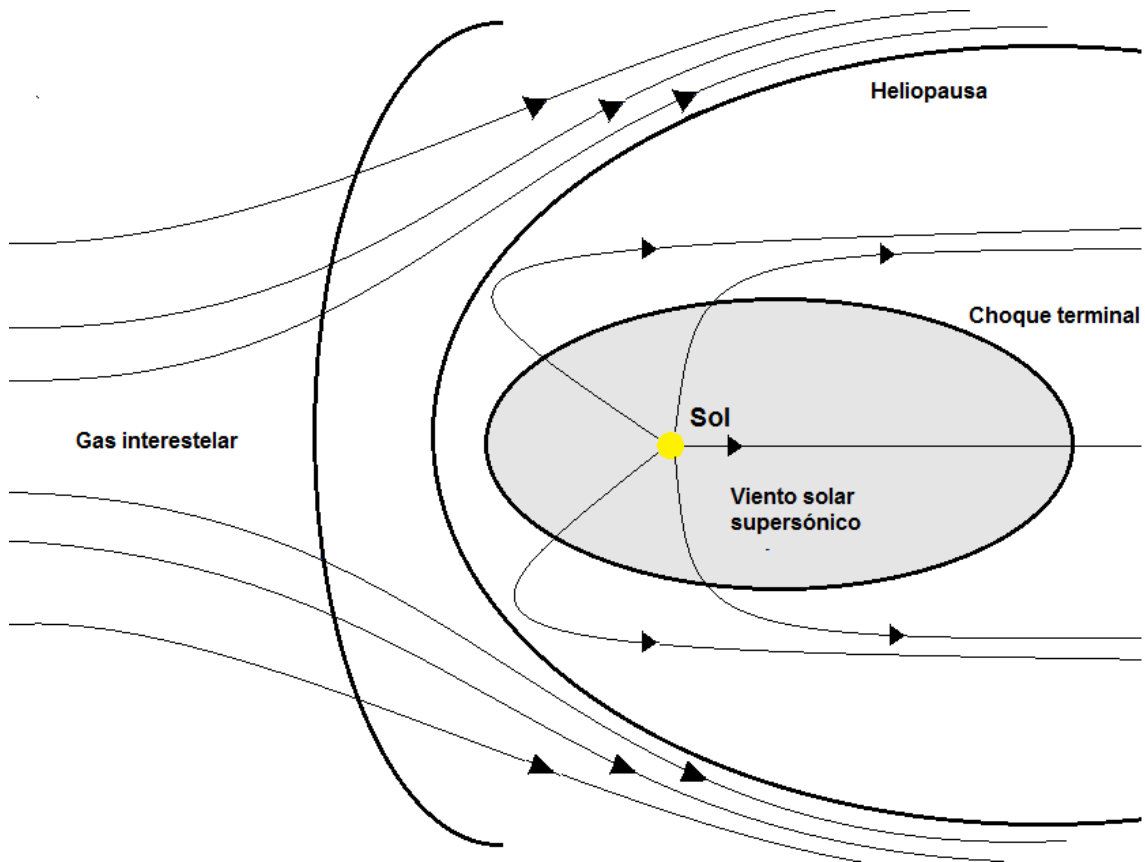 Heliopausa
Choque terminal
Sol
Gas interestelar
Viento solar
supersónico